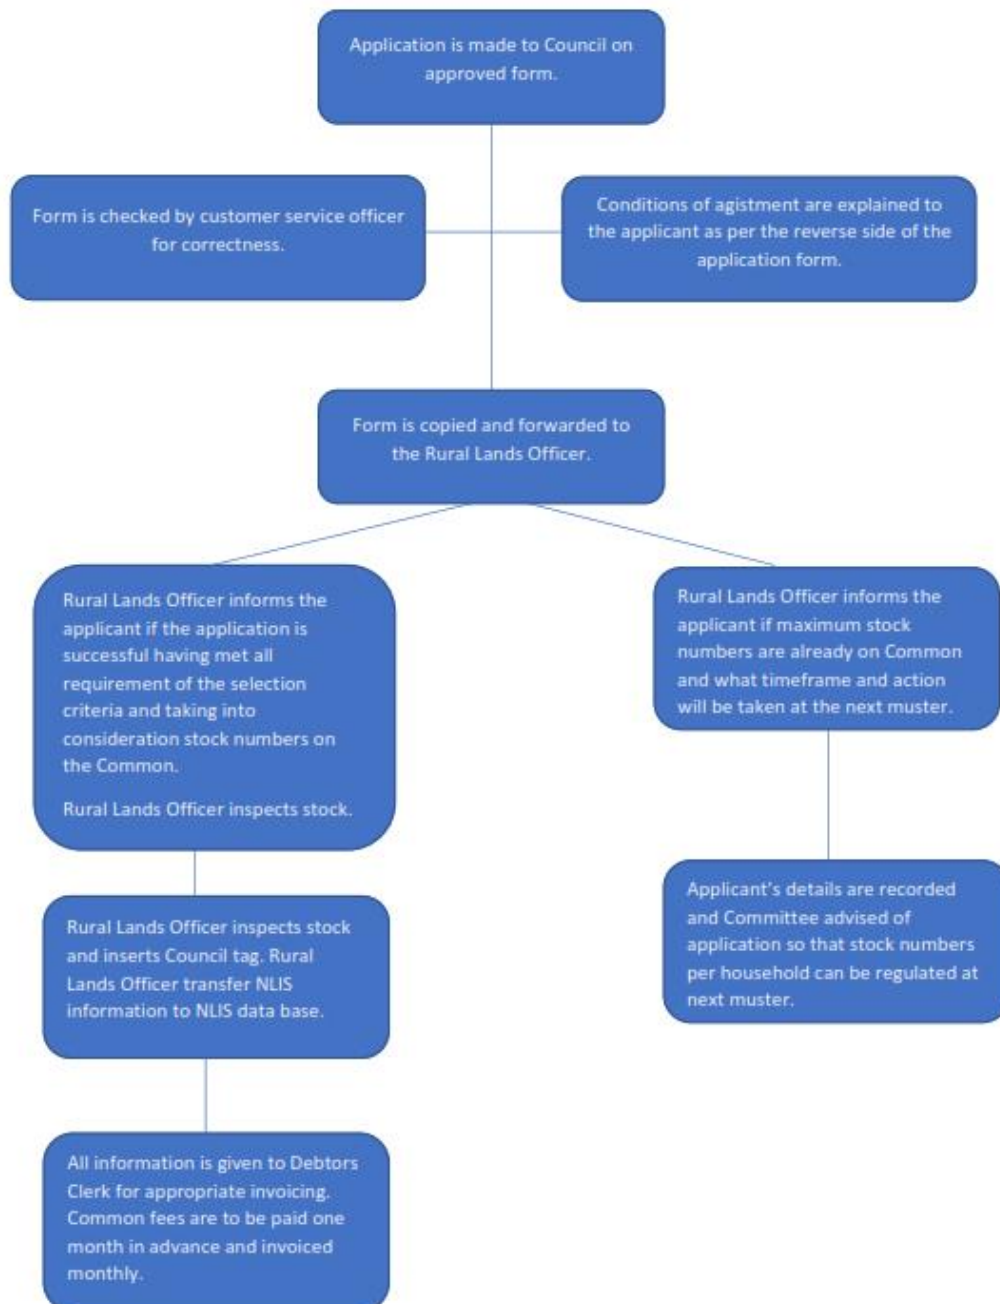 Application is made to Council on
approved form.
Form is checked by customer service officer
for correctness.
Conditions of agistment are explained to
the applicant as per the reverse side of the
application form.
Form is copied and forwarded to
the Rural Lands Officer.
Rural Lands Officer informs the
applicant if the application is
successful having met all
requirement of the selection
criteria and taking into
consideration stock numbers on
the Common.
Rural Lands Officer inspects stock.
Rural Lands Officer informs the
applicant if maximum stock
numbers are already on Common
and what timeframe and action
will be taken at the next muster.
Rural Lands Officer inspects stock
and inserts Council tag. Rural
Lands Officer transfer NLIS
information to NLIS data base.
Applicant's details are recorded
and Committee advised of
application so that stock numbers
per household can be regulated at
next muster.
All information is given to Debtors
Clerk for appropriate invoicing.
Common fees are to be paid one
month in advance and invoiced
monthly.